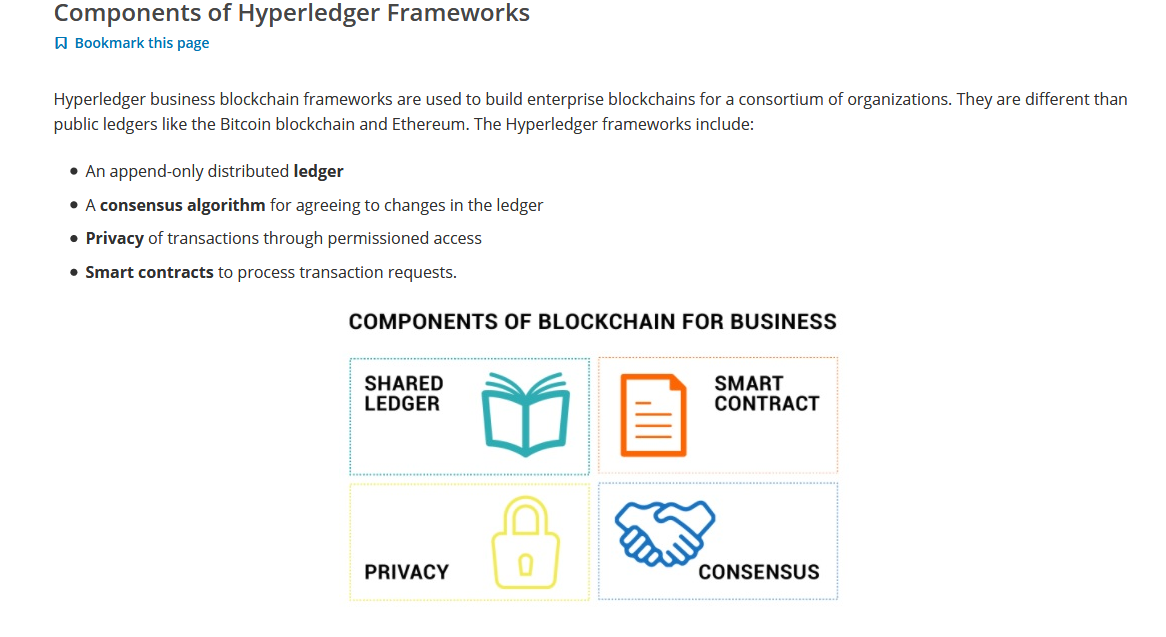 Components of Hyperledger Frameworks
Bookmark this page
Hyperledger business blockchain frameworks are used to build enterprise blockchains for a consortium of organizations. They are different than
public ledgers like the Bitcoin blockchain and Ethereum. The Hyperledger frameworks include:
• An append-only distributed ledger
• A consensus algorithm for agreeing to changes in the ledger
• Privacy of transactions through permissioned access
• Smart contracts to process transaction requests.
COMPONENTS OF BLOCKCHAIN FOR BUSINESS
SHARED
LEDGER
SMART
CONTRACT
PRIVACY
CONSENSUS